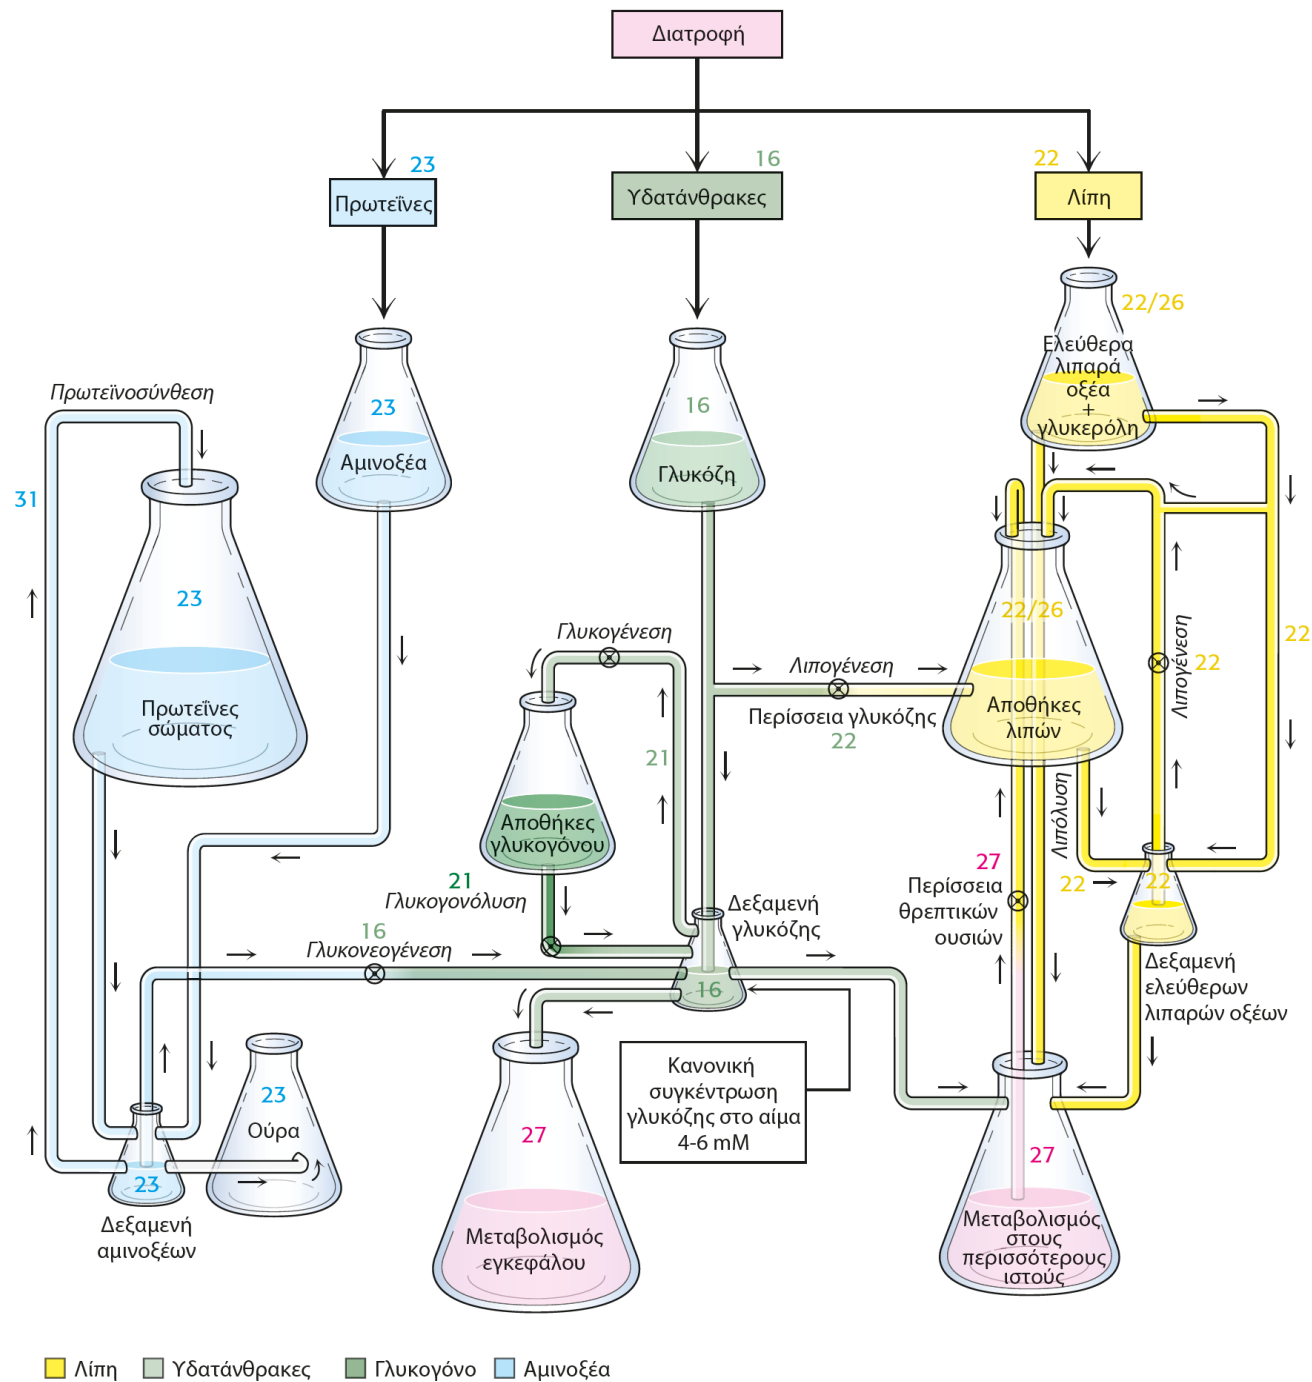 Διατροφή
23
16
22
Πρωτεΐνες
Υδατάνθρακες
Λίπη
22/26
Ελεύθερα
λιπαρά
οξέα
+
γλυκερόλη
Πρωτεϊνοσύνθεση
23
Αμινοξέα
16
Γλυκόζη
31
23
Πρωτεΐνες
σώματος
Γλυκογένεση
Λιπογένεση
Περίσσεια γλυκόζης
22
21
22/26
Αποθήκες
λιπών
Λιπογένεση
22
22
Αποθήκες
γλυκογόνου
Λιπόλυση
22
22
21
Γλυκογονόλυση
27
Περίσσεια
θρεπτικών
ουσιών
16
Γλυκονεογένεση
Δεξαμενή
γλυκόζης
16
Δεξαμενή
ελεύθερων
λιπαρών οξέων
23
Ούρα
23
Δεξαμενή
αμινοξέων
27
Μεταβολισμός
εγκεφάλου
Κανονική
συγκέντρωση
γλυκόζης στο αίμα
4-6 mM
27
Μεταβολισμός
στους
περισσότερους
ιστούς
Λίπη
Υδατάνθρακες
Γλυκογόνο
Αμινοξέα